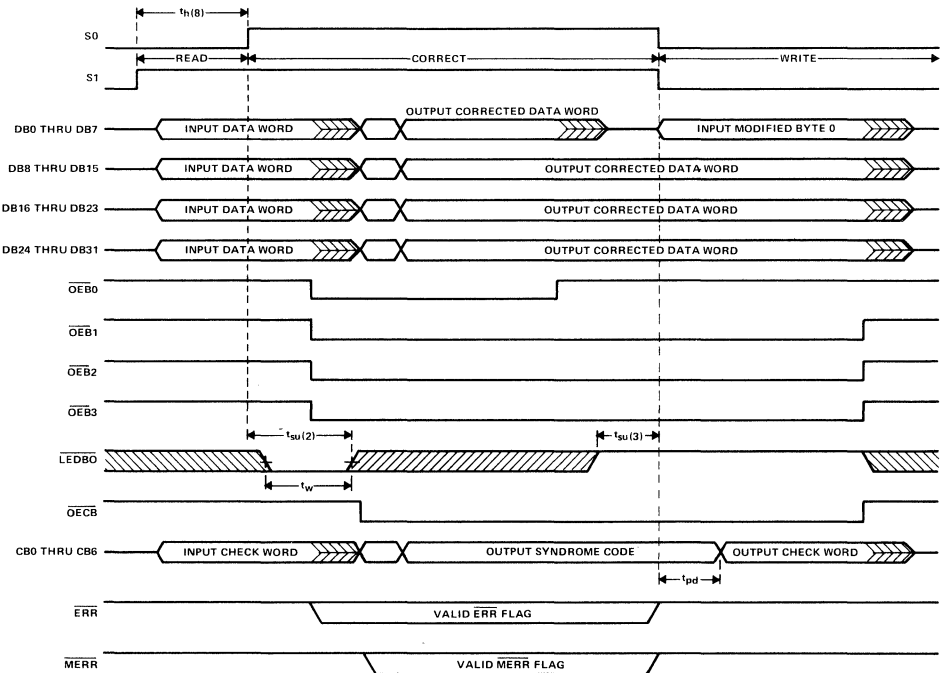 th(8)
S0
READ CORRECT WRITE
S1
OUTPUT CORRECTED DATA WORD
DB0 THRU DB7 INPUT DATA WORD INPUT MODIFIED BYTE 0
DB8 THRU DB15 INPUT DATA WORD OUTPUT CORRECTED DATA WORD
DB16 THRU DB23 INPUT DATA WORD OUTPUT CORRECTED DATA WORD
DB24 THRU DB31 INPUT DATA WORD OUTPUT CORRECTED DATA WORD
OEB0
OEB1
OEB2
OEB3
tsu(2) tsu(3)
LEDBO
tw
OECB
CB0 THRU CB6 INPUT CHECK WORD OUTPUT SYNDROME CODE OUTPUT CHECK WORD
tpd
ERR VALID ERR FLAG
MERR VALID MERR FLAG